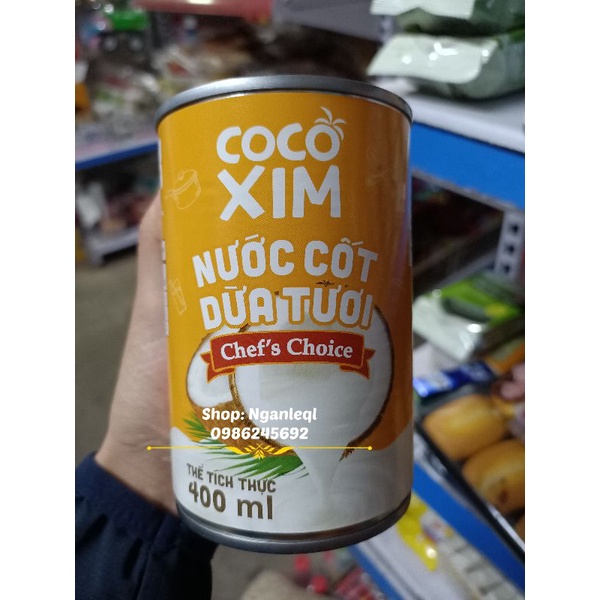 COCO
XIM
NƯỚC CỐT
DỪA TƯƠI
Chef's Choice
Shop: Nganleql
0986245692
THỂ TÍCH THỰC
400 ml